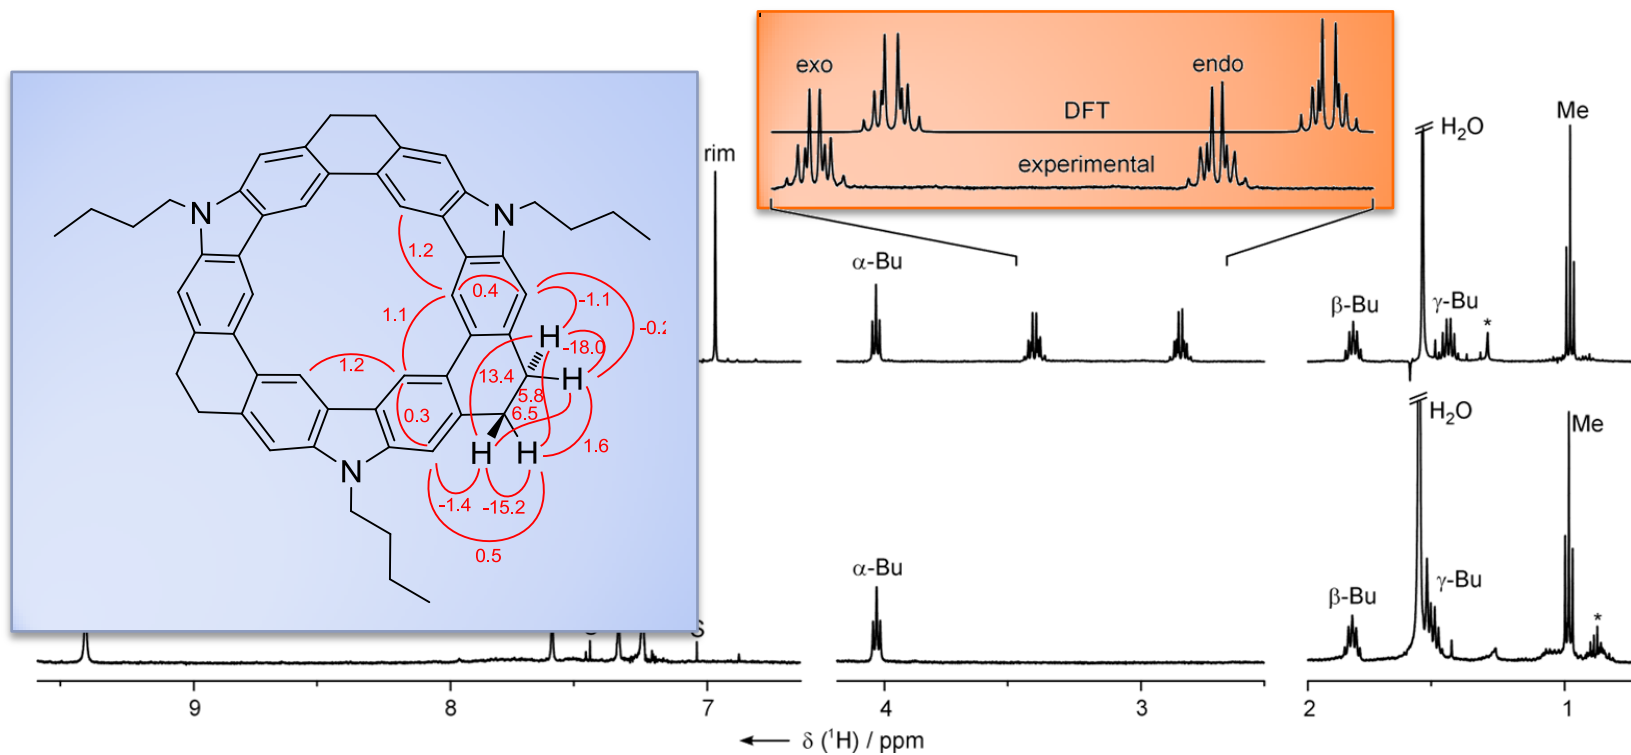 exo
endo
DFT
experimental
rim
α-Bu
β-Bu
H₂O
γ-Bu
*
Me
N
N
1.2
0.4
-1.1
1.1
H
-18.0
1.2
13.4
H
5.8
0.3
6.5
H
H
1.6
N
-1.4
-15.2
0.5
α-Bu
β-Bu
H₂O
γ-Bu
Me
*
S
9
8
7
4
3
2
1
δ (¹H) / ppm